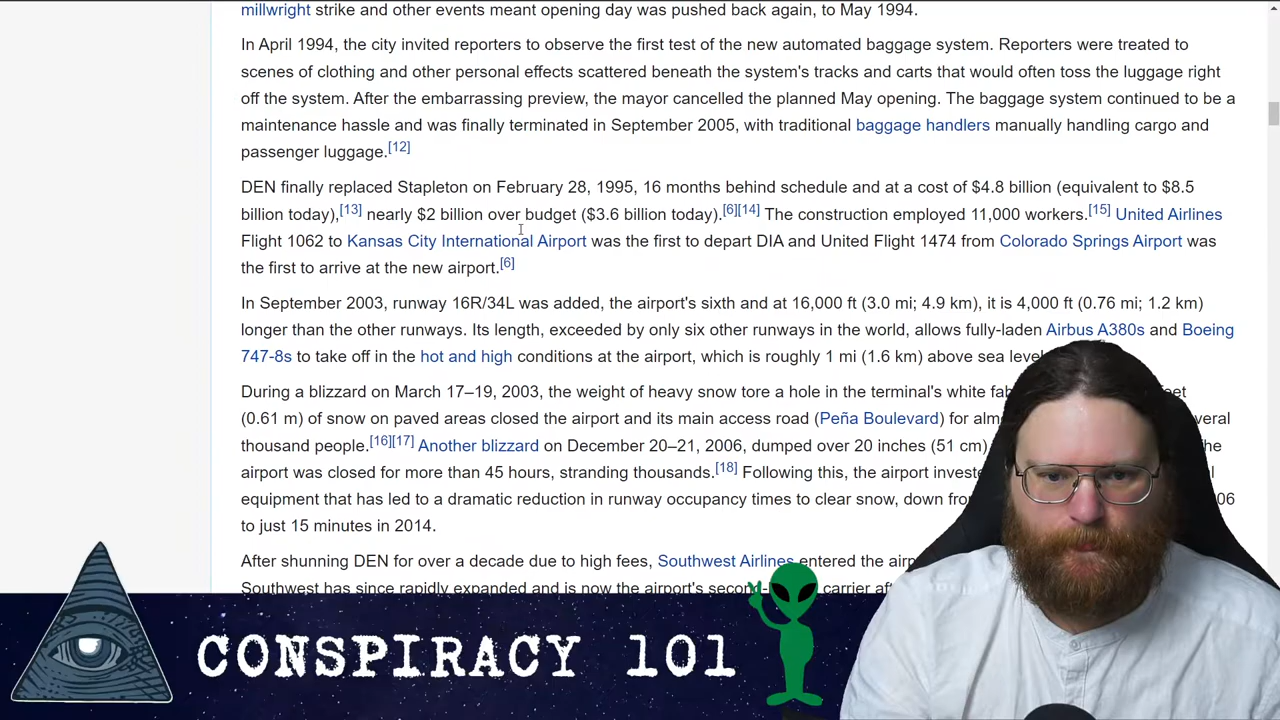 millwright strike and other events meant opening day was pushed back again, to May 1994.
In April 1994, the city invited reporters to observe the first test of the new automated baggage system. Reporters were treated to
scenes of clothing and other personal effects scattered beneath the system's tracks and carts that would often toss the luggage right
off the system. After the embarrassing preview, the mayor cancelled the planned May opening. The baggage system continued to be a
maintenance hassle and was finally terminated in September 2005, with traditional baggage handlers manually handling cargo and
passenger luggage.[12]
DEN finally replaced Stapleton on February 28, 1995, 16 months behind schedule and at a cost of $4.8 billion (equivalent to $8.5
billion today),[13] nearly $2 billion over budget ($3.6 billion today).[6][14] The construction employed 11,000 workers.[15] United Airlines
Flight 1062 to Kansas City International Airport was the first to depart DIA and United Flight 1474 from Colorado Springs Airport was
the first to arrive at the new airport.[6]
In September 2003, runway 16R/34L was added, the airport's sixth and at 16,000 ft (3.0 mi; 4.9 km), it is 4,000 ft (0.76 mi; 1.2 km)
longer than the other runways. Its length, exceeded by only six other runways in the world, allows fully-laden Airbus A380s and Boeing
747-8s to take off in the hot and high conditions at the airport, which is roughly 1 mi (1.6 km) above sea level
During a blizzard on March 17–19, 2003, the weight of heavy snow tore a hole in the terminal's white
(0.61 m) of snow on paved areas closed the airport and its main access road (Peña Boulevard) for
thousand people.[16][17] Another blizzard on December 20–21, 2006, dumped over 20 inches (51 cm)
airport was closed for more than 45 hours, stranding thousands.[18] Following this, the airport
equipment that has led to a dramatic reduction in runway occupancy times to clear snow, down
to just 15 minutes in 2014.
After shunning DEN for over a decade due to high fees, Southwest Airlines entered the
Southwest has since rapidly expanded and is now the airport's carrier
CONSPIRACY 101